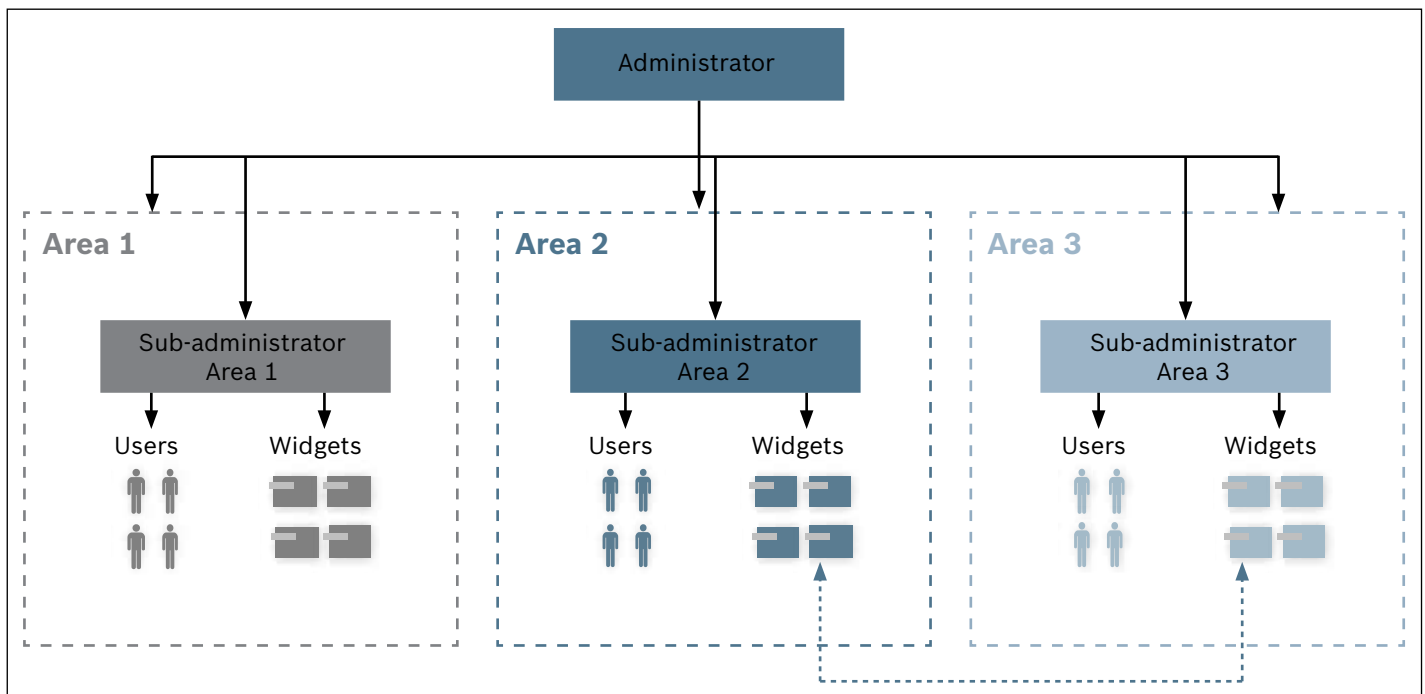 Administrator
Area 1
Area 2
Area 3
Sub-administrator
Area 1
Sub-administrator
Area 2
Sub-administrator
Area 3
Users
Widgets
Users
Widgets
Users
Widgets